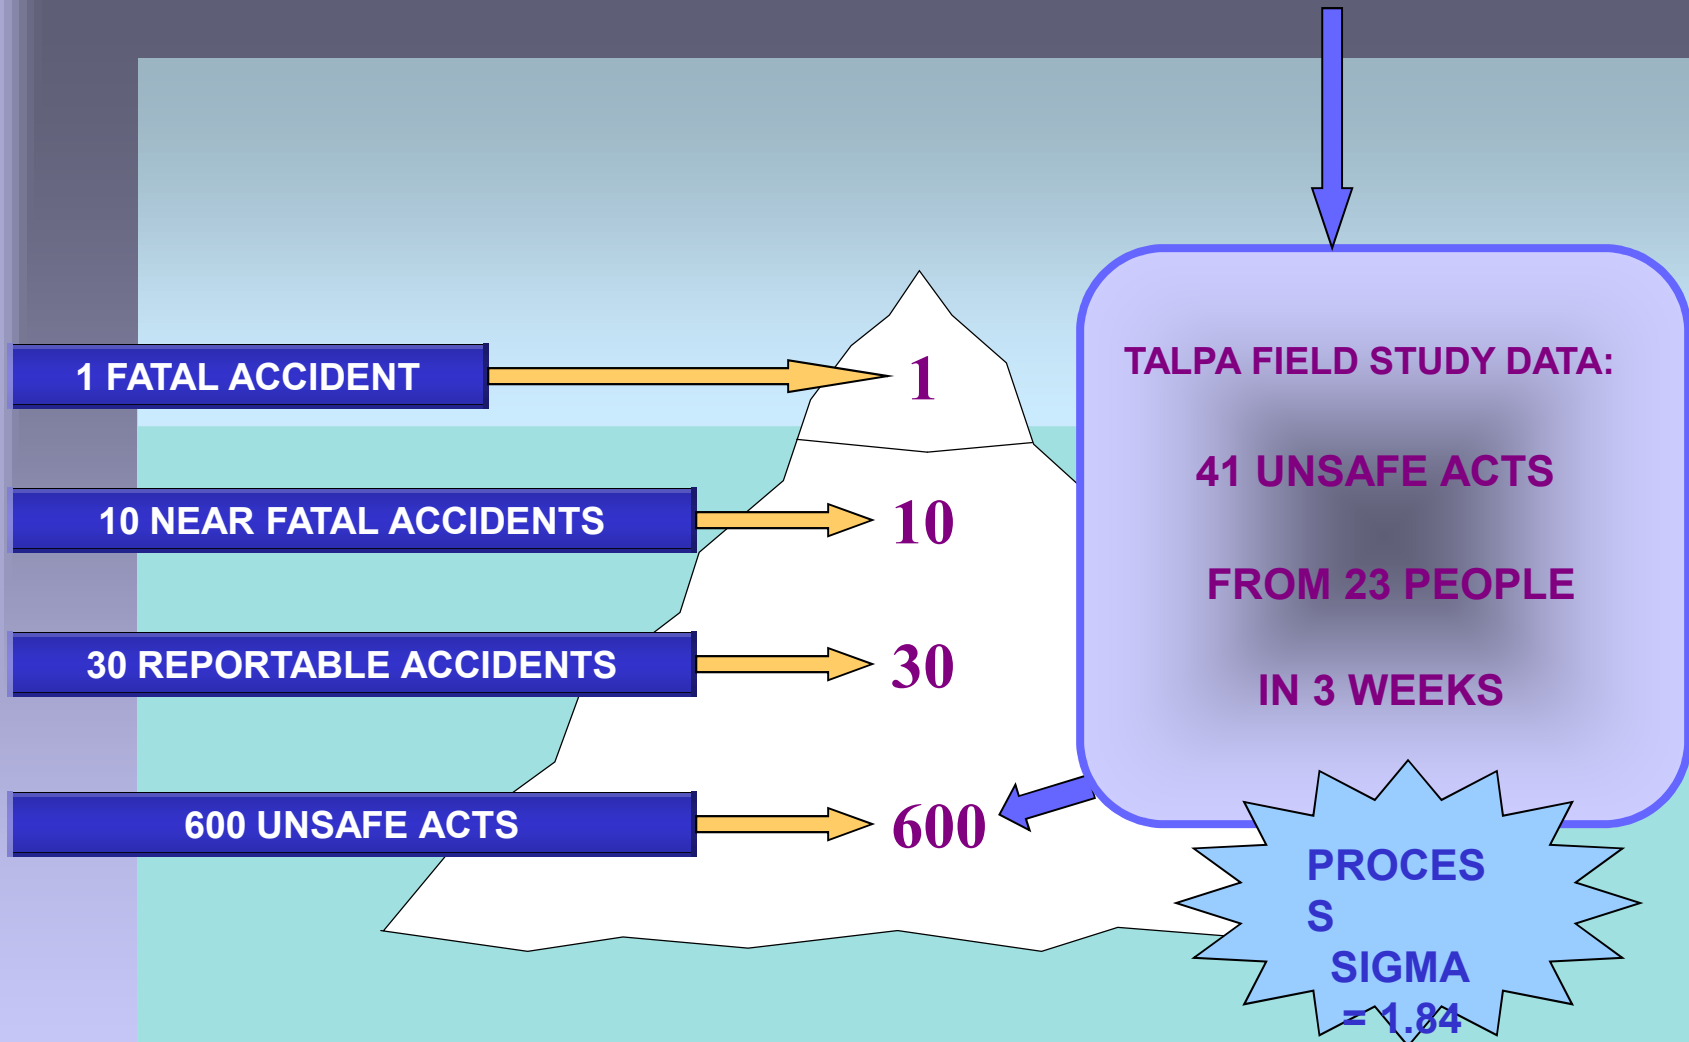 1 FATAL ACCIDENT
1
10 NEAR FATAL ACCIDENTS
10
30 REPORTABLE ACCIDENTS
30
600 UNSAFE ACTS
600
TALPA FIELD STUDY DATA:
41 UNSAFE ACTS
FROM 23 PEOPLE
IN 3 WEEKS
PROCES
S
SIGMA
= 1.84